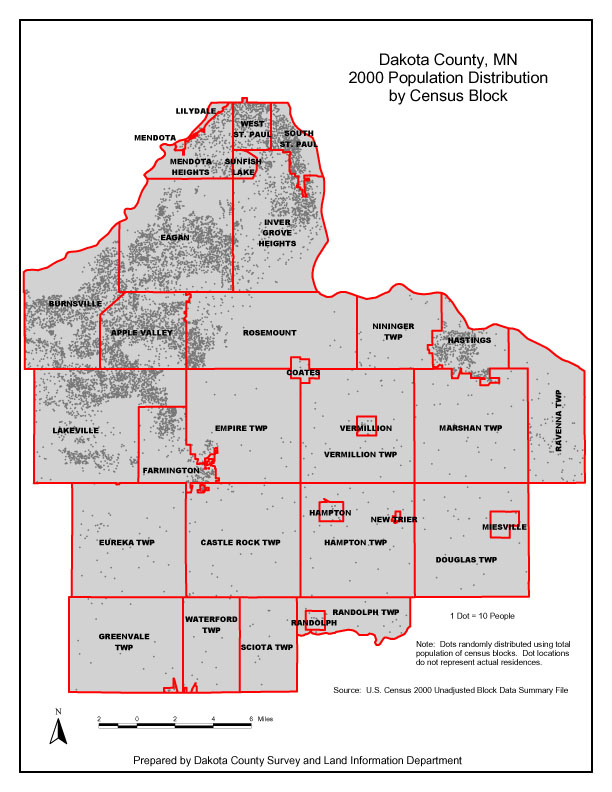 Dakota County, MN
2000 Population Distribution
by Census Block
LILYDALE
MENDOTA
WEST
ST. PAUL
SOUTH
ST. PAUL
MENDOTA
HEIGHTS
SUNFISH
LAKE
INVER
GROVE
HEIGHTS
EAGAN
BURNSVILLE
APPLE VALLEY
ROSEMOUNT
NININGER
TWP
HASTINGS
COATES
RAVENNA TWP
LAKEVILLE
EMPIRE TWP
VERMILLION
MARSHAN TWP
VERMILLION TWP
FARMINGTON
HAMPTON
NEW TRIER
MIESVILLE
EUREKA TWP
CASTLE ROCK TWP
HAMPTON TWP
DOUGLAS TWP
RANDOLPH TWP
WATERFORD
TWP
RANDOLPH
GREENVALE
TWP
SCIOTA TWP
1 Dot = 10 People
Note: Dots randomly distributed using total
population of census blocks. Dot locations
do not represent actual residences.
Source: U.S. Census 2000 Unadjusted Block Data Summary File
N
2 0 2 4 6 Miles
Prepared by Dakota County Survey and Land Information Department